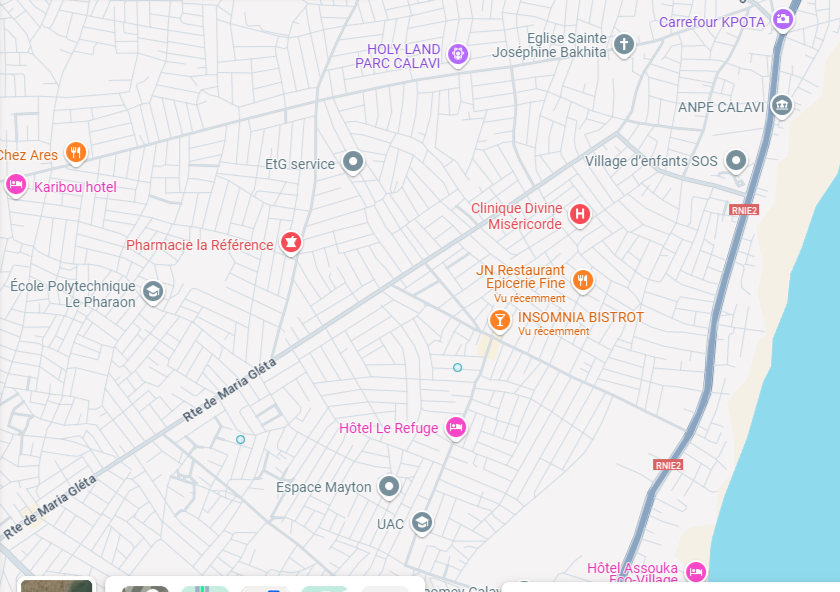 Carrefour KPOTA
Eglise Sainte
Joséphine Bakhita
HOLY LAND
PARC CALAVI
ANPE CALAVI
Chez Ares
EtG service
Village d'enfants SOS
Karibou hotel
RNIE2
Clinique Divine
Miséricorde
Pharmacie la Référence
JN Restaurant
Epicerie Fine
Vu récemment
École Polytechnique
Le Pharaon
INSOMNIA BISTROT
Vu récemment
Rte de Maria Gléta
Hôtel Le Refuge
RNIE2
Rte de Maria Gléta
Espace Mayton
UAC
Hôtel Assouka
Eco-Village